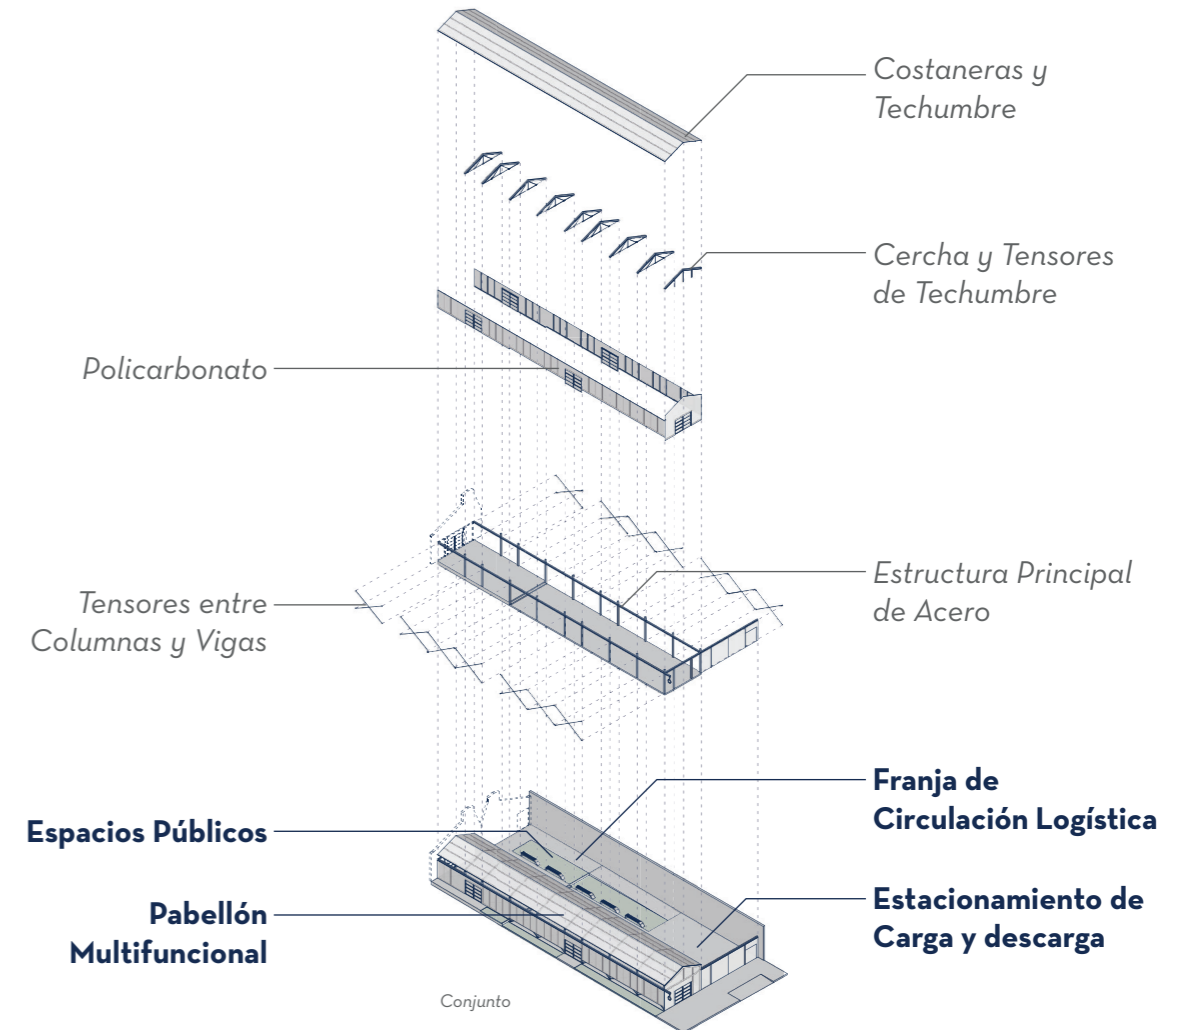 Costaneras y
Techumbre
Cercha y Tensores
de Techumbre
Policarbonato
Estructura Principal
de Acero
Tensores entre
Columnas y Vigas
Franja de
Circulación Logística
Espacios Públicos
Estacionamiento de
Carga y descarga
Pabellón
Multifuncional
Conjunto